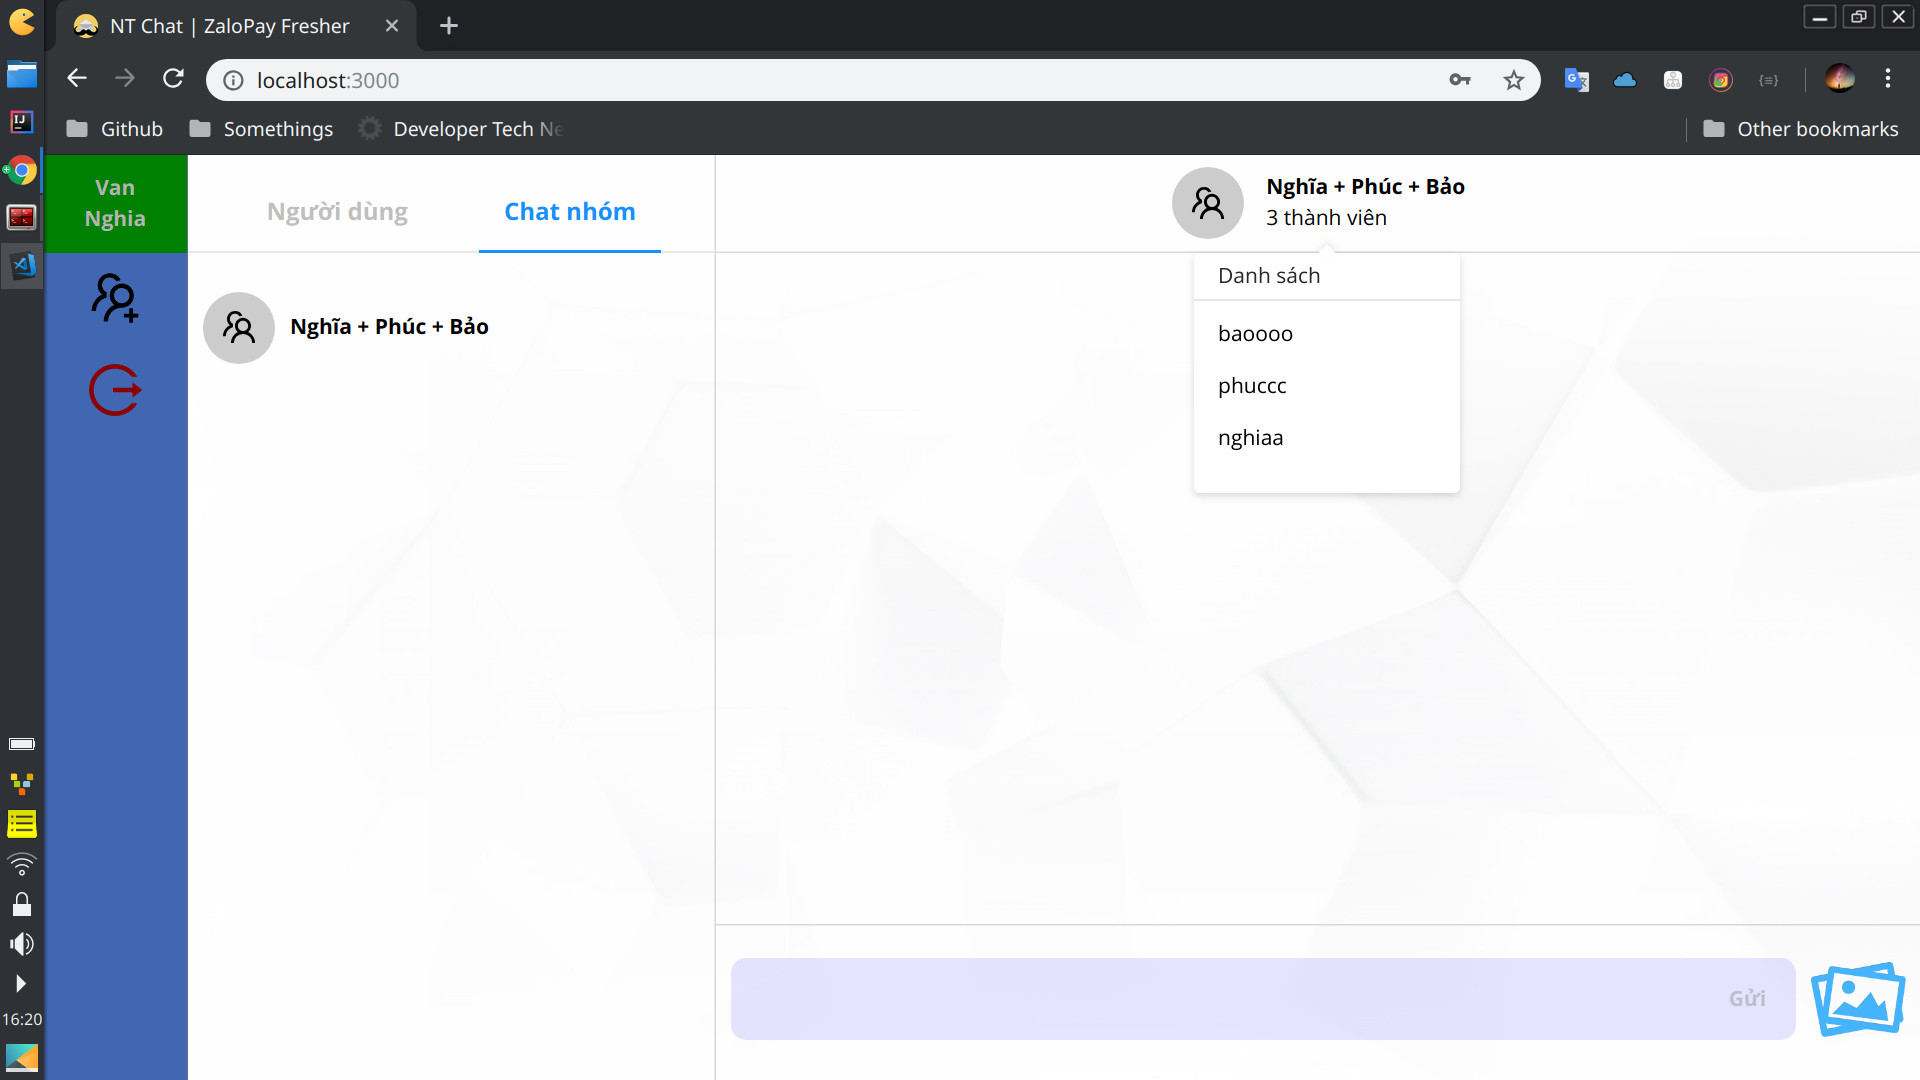 NT Chat | ZaloPay Fresher
localhost:3000
Github
Somethings
Developer Tech Ne
Other bookmarks
Van
Nghia
Người dùng
Chat nhóm
Nghĩa + Phúc + Bảo
3 thành viên
Nghĩa + Phúc + Bảo
Danh sách
baoooo
phuccc
nghiaa
Gửi
16:20